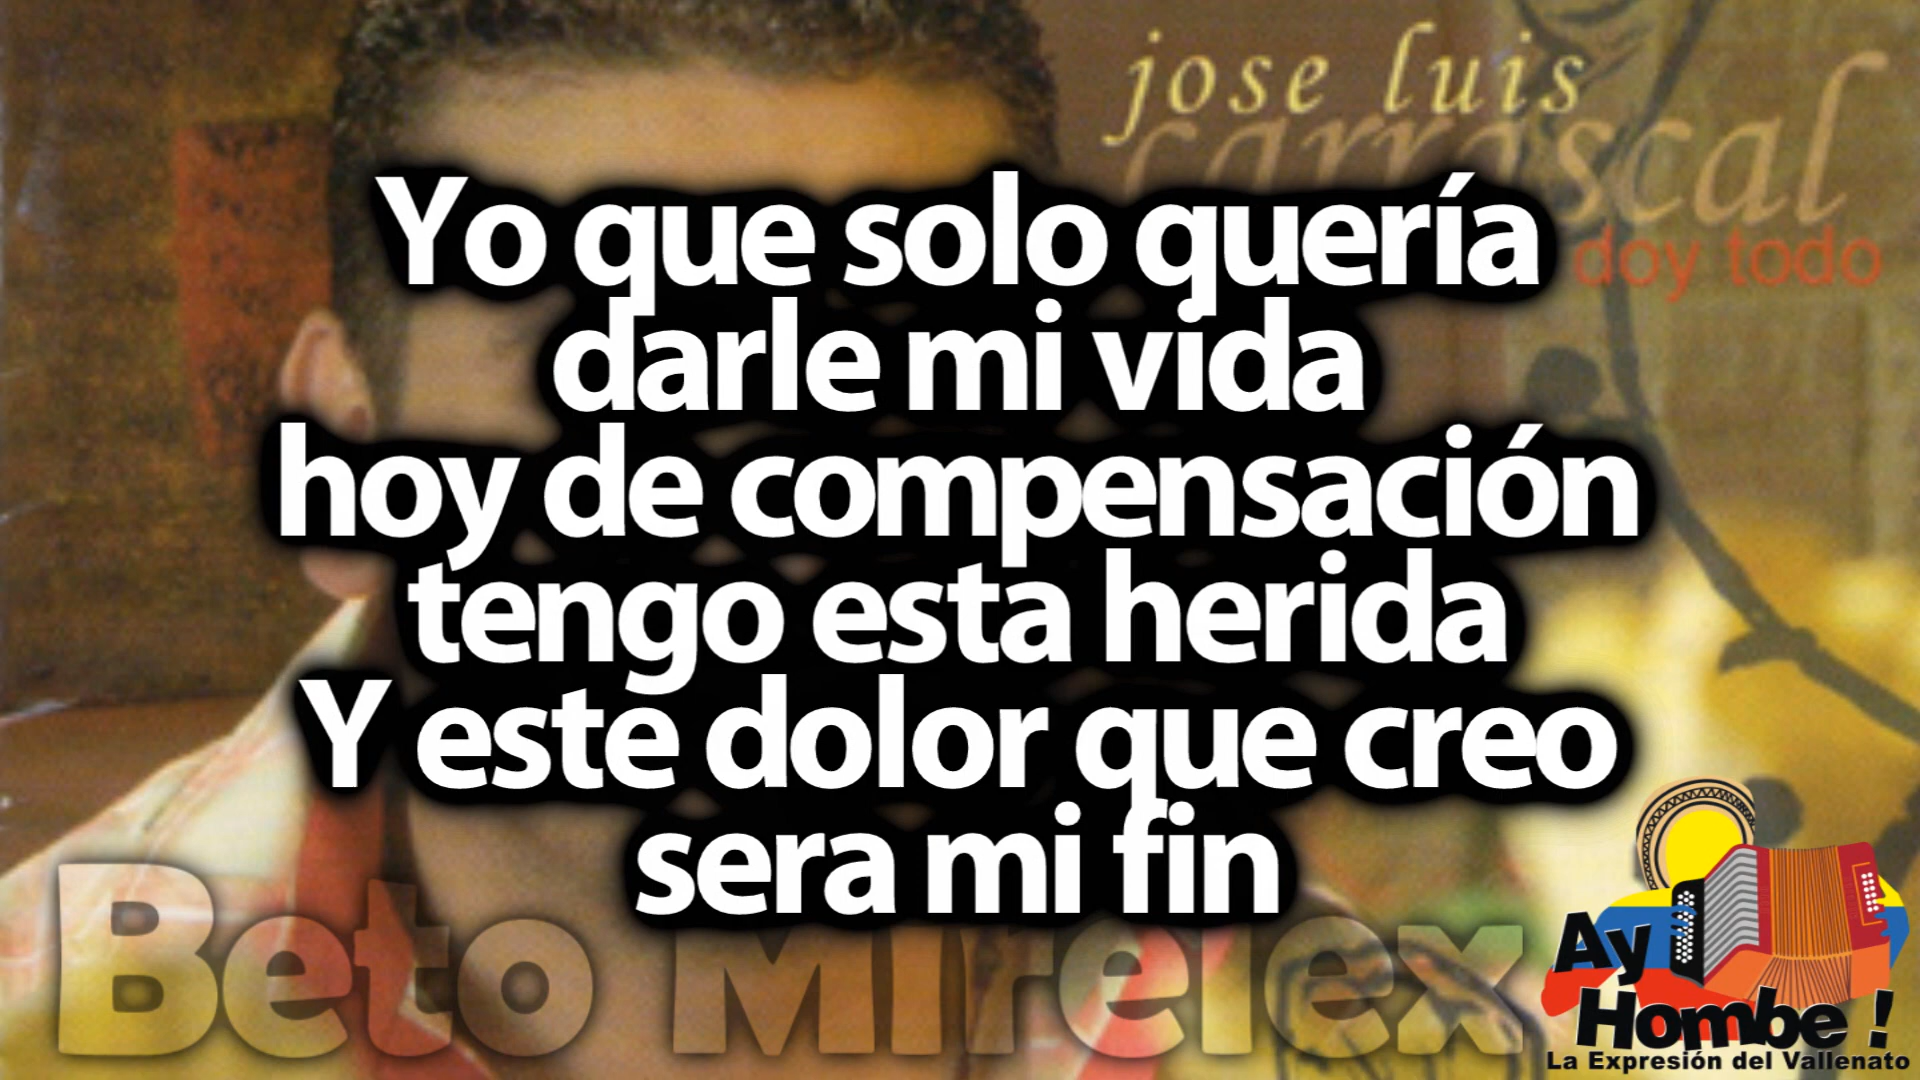 jose luis
carrascal
doy todo
Yo que solo quería
darle mi vida
hoy de compensación
tengo esta herida
Y este dolor que creo
sera mi fin
Beto Mirelex
Ay
Hombe !
La Expresión del Vallenato